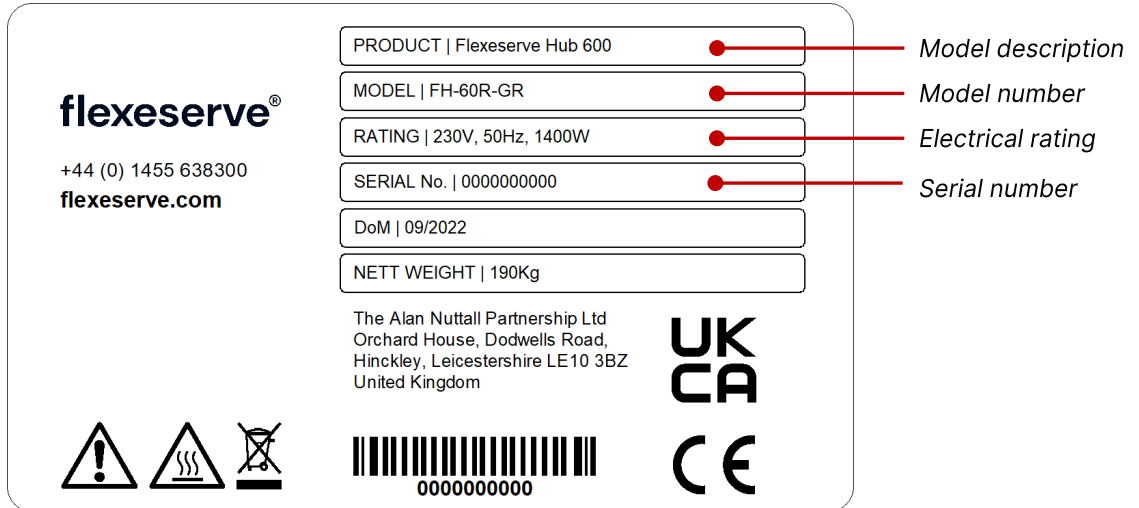 PRODUCT | Flexeserve Hub 600
Model description
MODEL | FH-60R-GR
Model number
RATING | 230V, 50Hz, 1400W
Electrical rating
SERIAL No. | 0000000000
Serial number
DoM | 09/2022
NETT WEIGHT | 190Kg
flexeserve®
+44 (0) 1455 638300
flexeserve.com
The Alan Nuttall Partnership Ltd
Orchard House, Dodwells Road,
Hinckley, Leicestershire LE10 3BZ
United Kingdom
UK
CA
CE
0000000000